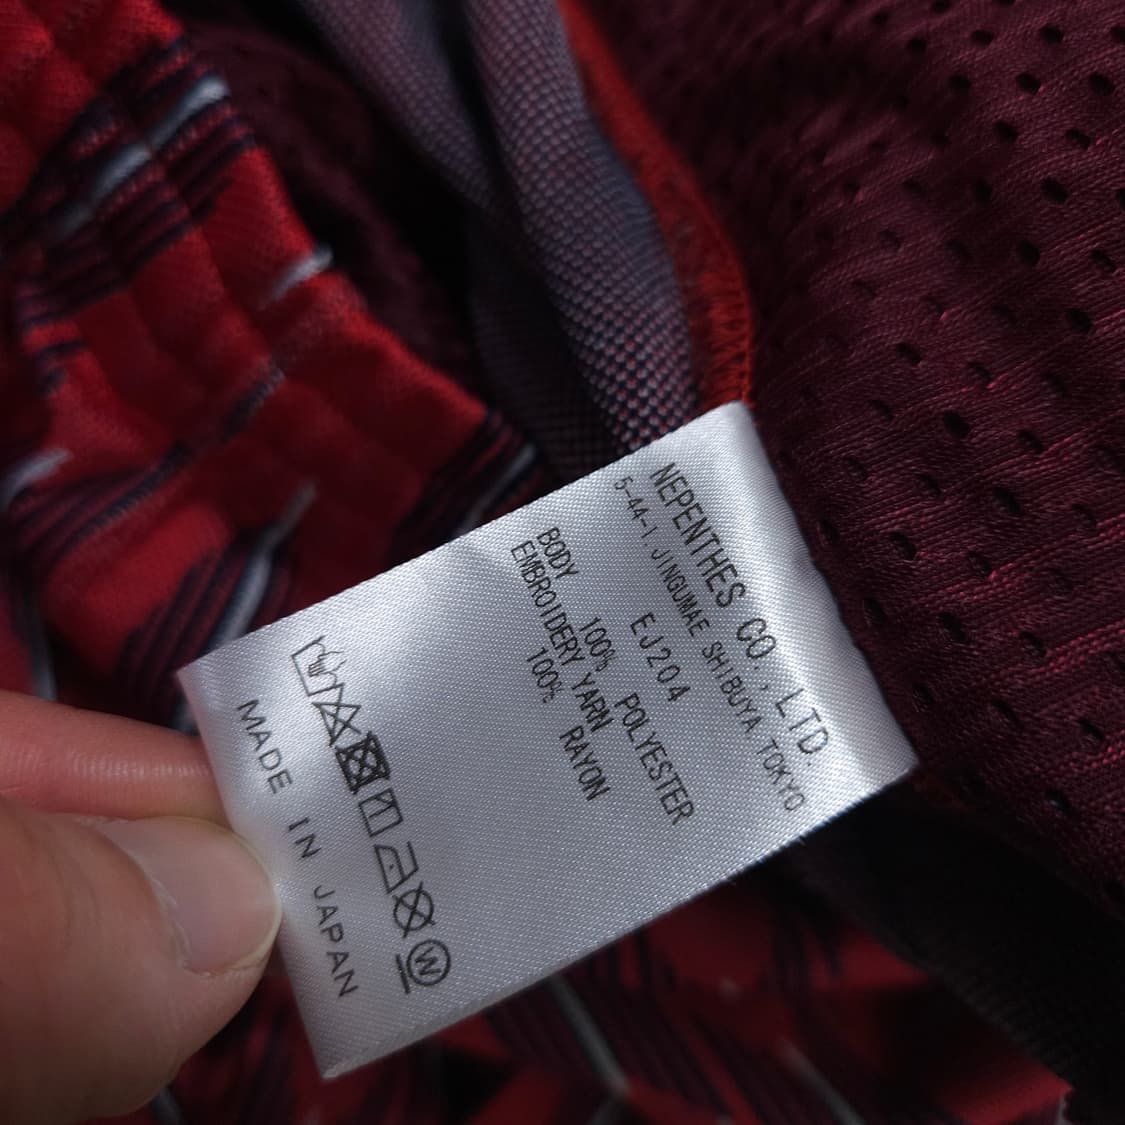 NEPENTHES CO., LTD.
5-44-1 JINGUMAE SHIBUYA TOKYO
EJ204
BODY
100% POLYESTER
EMBROIDERY YARN
100% RAYON
W
MADE IN JAPAN